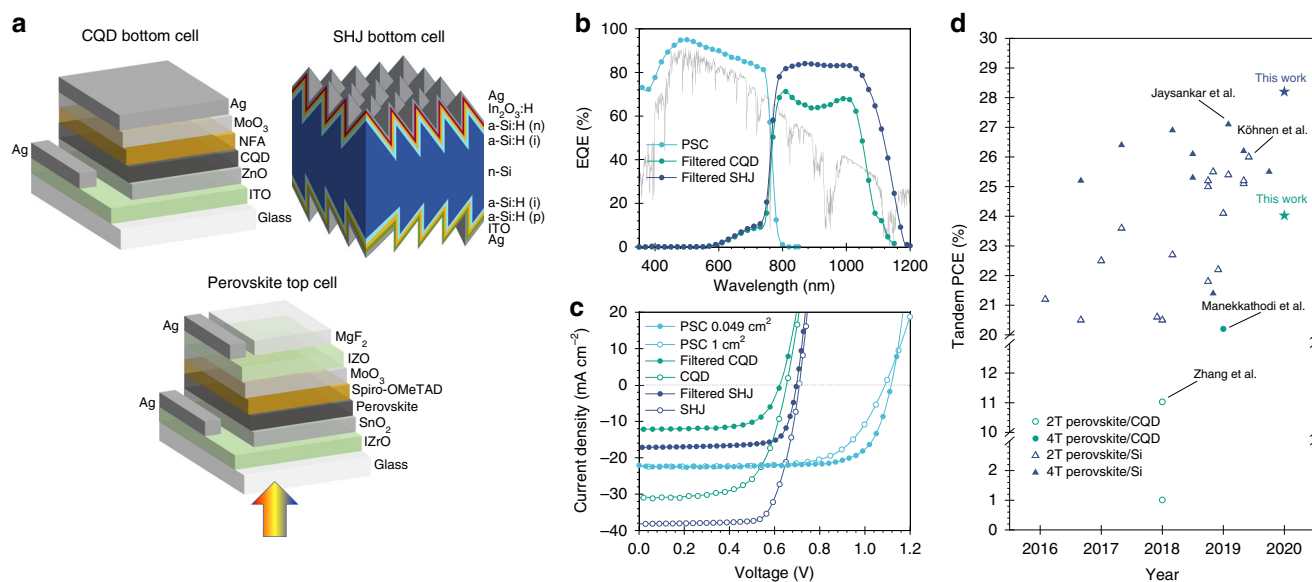 a
CQD bottom cell
Ag
MoO₃
NFA
CQD
ZnO
ITO
Glass
Ag
SHJ bottom cell
Ag
In₂O₃:H
a-Si:H (n)
a-Si:H (i)
n-Si
a-Si:H (i)
a-Si:H (p)
ITO
Ag
Perovskite top cell
Ag
MgF₂
IZO
MoO₃
Spiro-OMeTAD
Perovskite
SnO₂
IZrO
Glass
Ag
b
100
80
60
40
20
0
EQE (%)
PSC
Filtered CQD
Filtered SHJ
400 600 800 1000 1200
Wavelength (nm)
c
20
10
0
−10
−20
−30
−40
Current density (mA cm⁻²)
PSC 0.049 cm²
PSC 1 cm²
Filtered CQD
CQD
Filtered SHJ
SHJ
0.0 0.2 0.4 0.6 0.8 1.0 1.2
Voltage (V)
d
30
29
28
27
26
25
24
23
22
21
20
12
11
10
2
1
0
Tandem PCE (%)
This work
Jaysankar et al.
Köhnen et al.
This work
Manekkathodi et al.
Zhang et al.
2T perovskite/CQD
4T perovskite/CQD
2T perovskite/Si
4T perovskite/Si
2016 2017 2018 2019 2020
Year